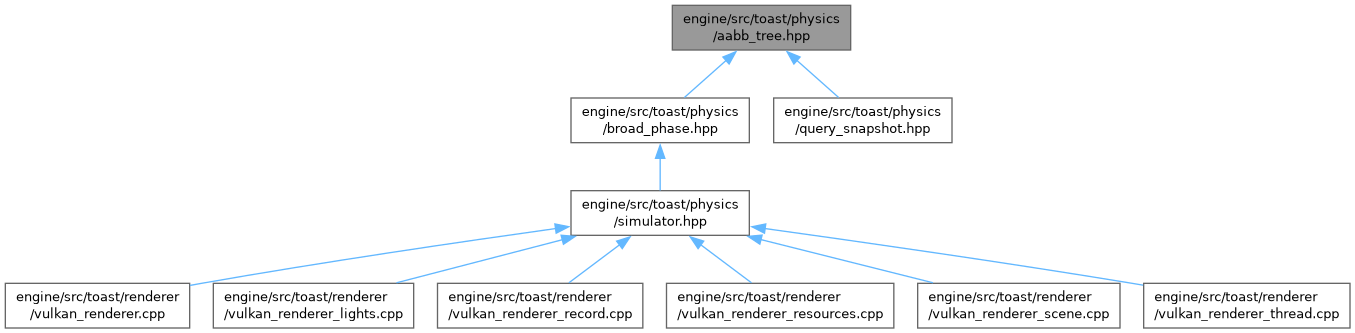 engine/src/toast/physics
/aabb_tree.hpp
engine/src/toast/physics
/broad_phase.hpp
engine/src/toast/physics
/query_snapshot.hpp
engine/src/toast/physics
/simulator.hpp
engine/src/toast/renderer
/vulkan_renderer.cpp
engine/src/toast/renderer
/vulkan_renderer_lights.cpp
engine/src/toast/renderer
/vulkan_renderer_record.cpp
engine/src/toast/renderer
/vulkan_renderer_resources.cpp
engine/src/toast/renderer
/vulkan_renderer_scene.cpp
engine/src/toast/renderer
/vulkan_renderer_thread.cpp